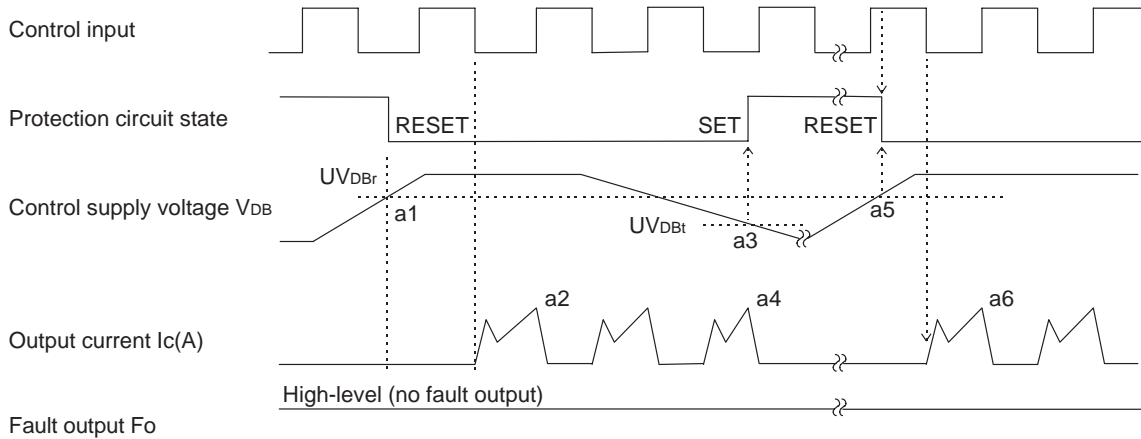 Control input
Protection circuit state
RESET
SET
RESET
UVDBr
Control supply voltage VDB
a1
a5
UVDBt
a3
a2
a4
a6
Output current Ic(A)
High-level (no fault output)
Fault output Fo